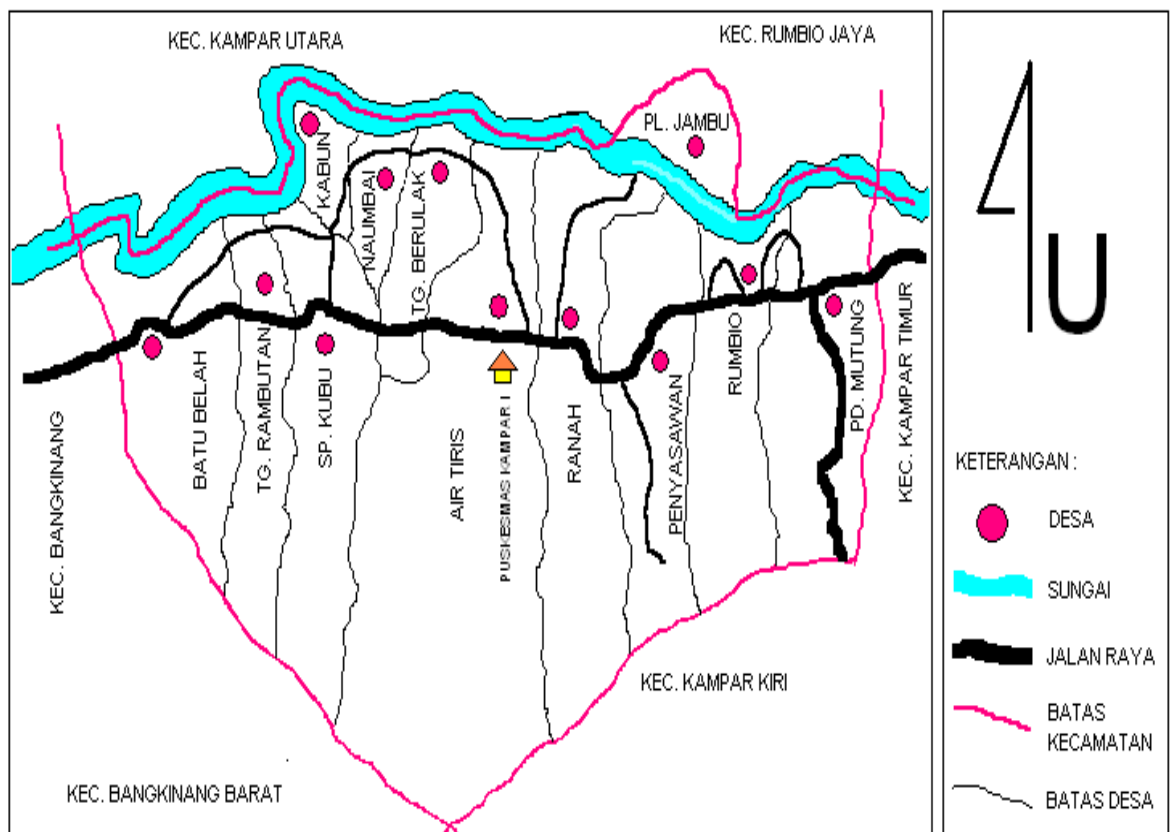 KEC. KAMPAR UTARA
KEC. RUMBIO JAYA
PL. JAMBU
KABUN
NAUMBAI
TG. BERULAK
BATU BELAH
TG. RAMBUTAN
SP. KUBU
AIR TIRIS
PUSKESMAS KAMPAR I
RANAH
PENYASAWAN
RUMBIO
PD. MUTUNG
KEC. KAMPAR TIMUR
KEC. BANGKINANG
KEC. KAMPAR KIRI
KEC. BANGKINANG BARAT
U
KETERANGAN :
DESA
SUNGAI
JALAN RAYA
BATAS
KECAMATAN
BATAS DESA